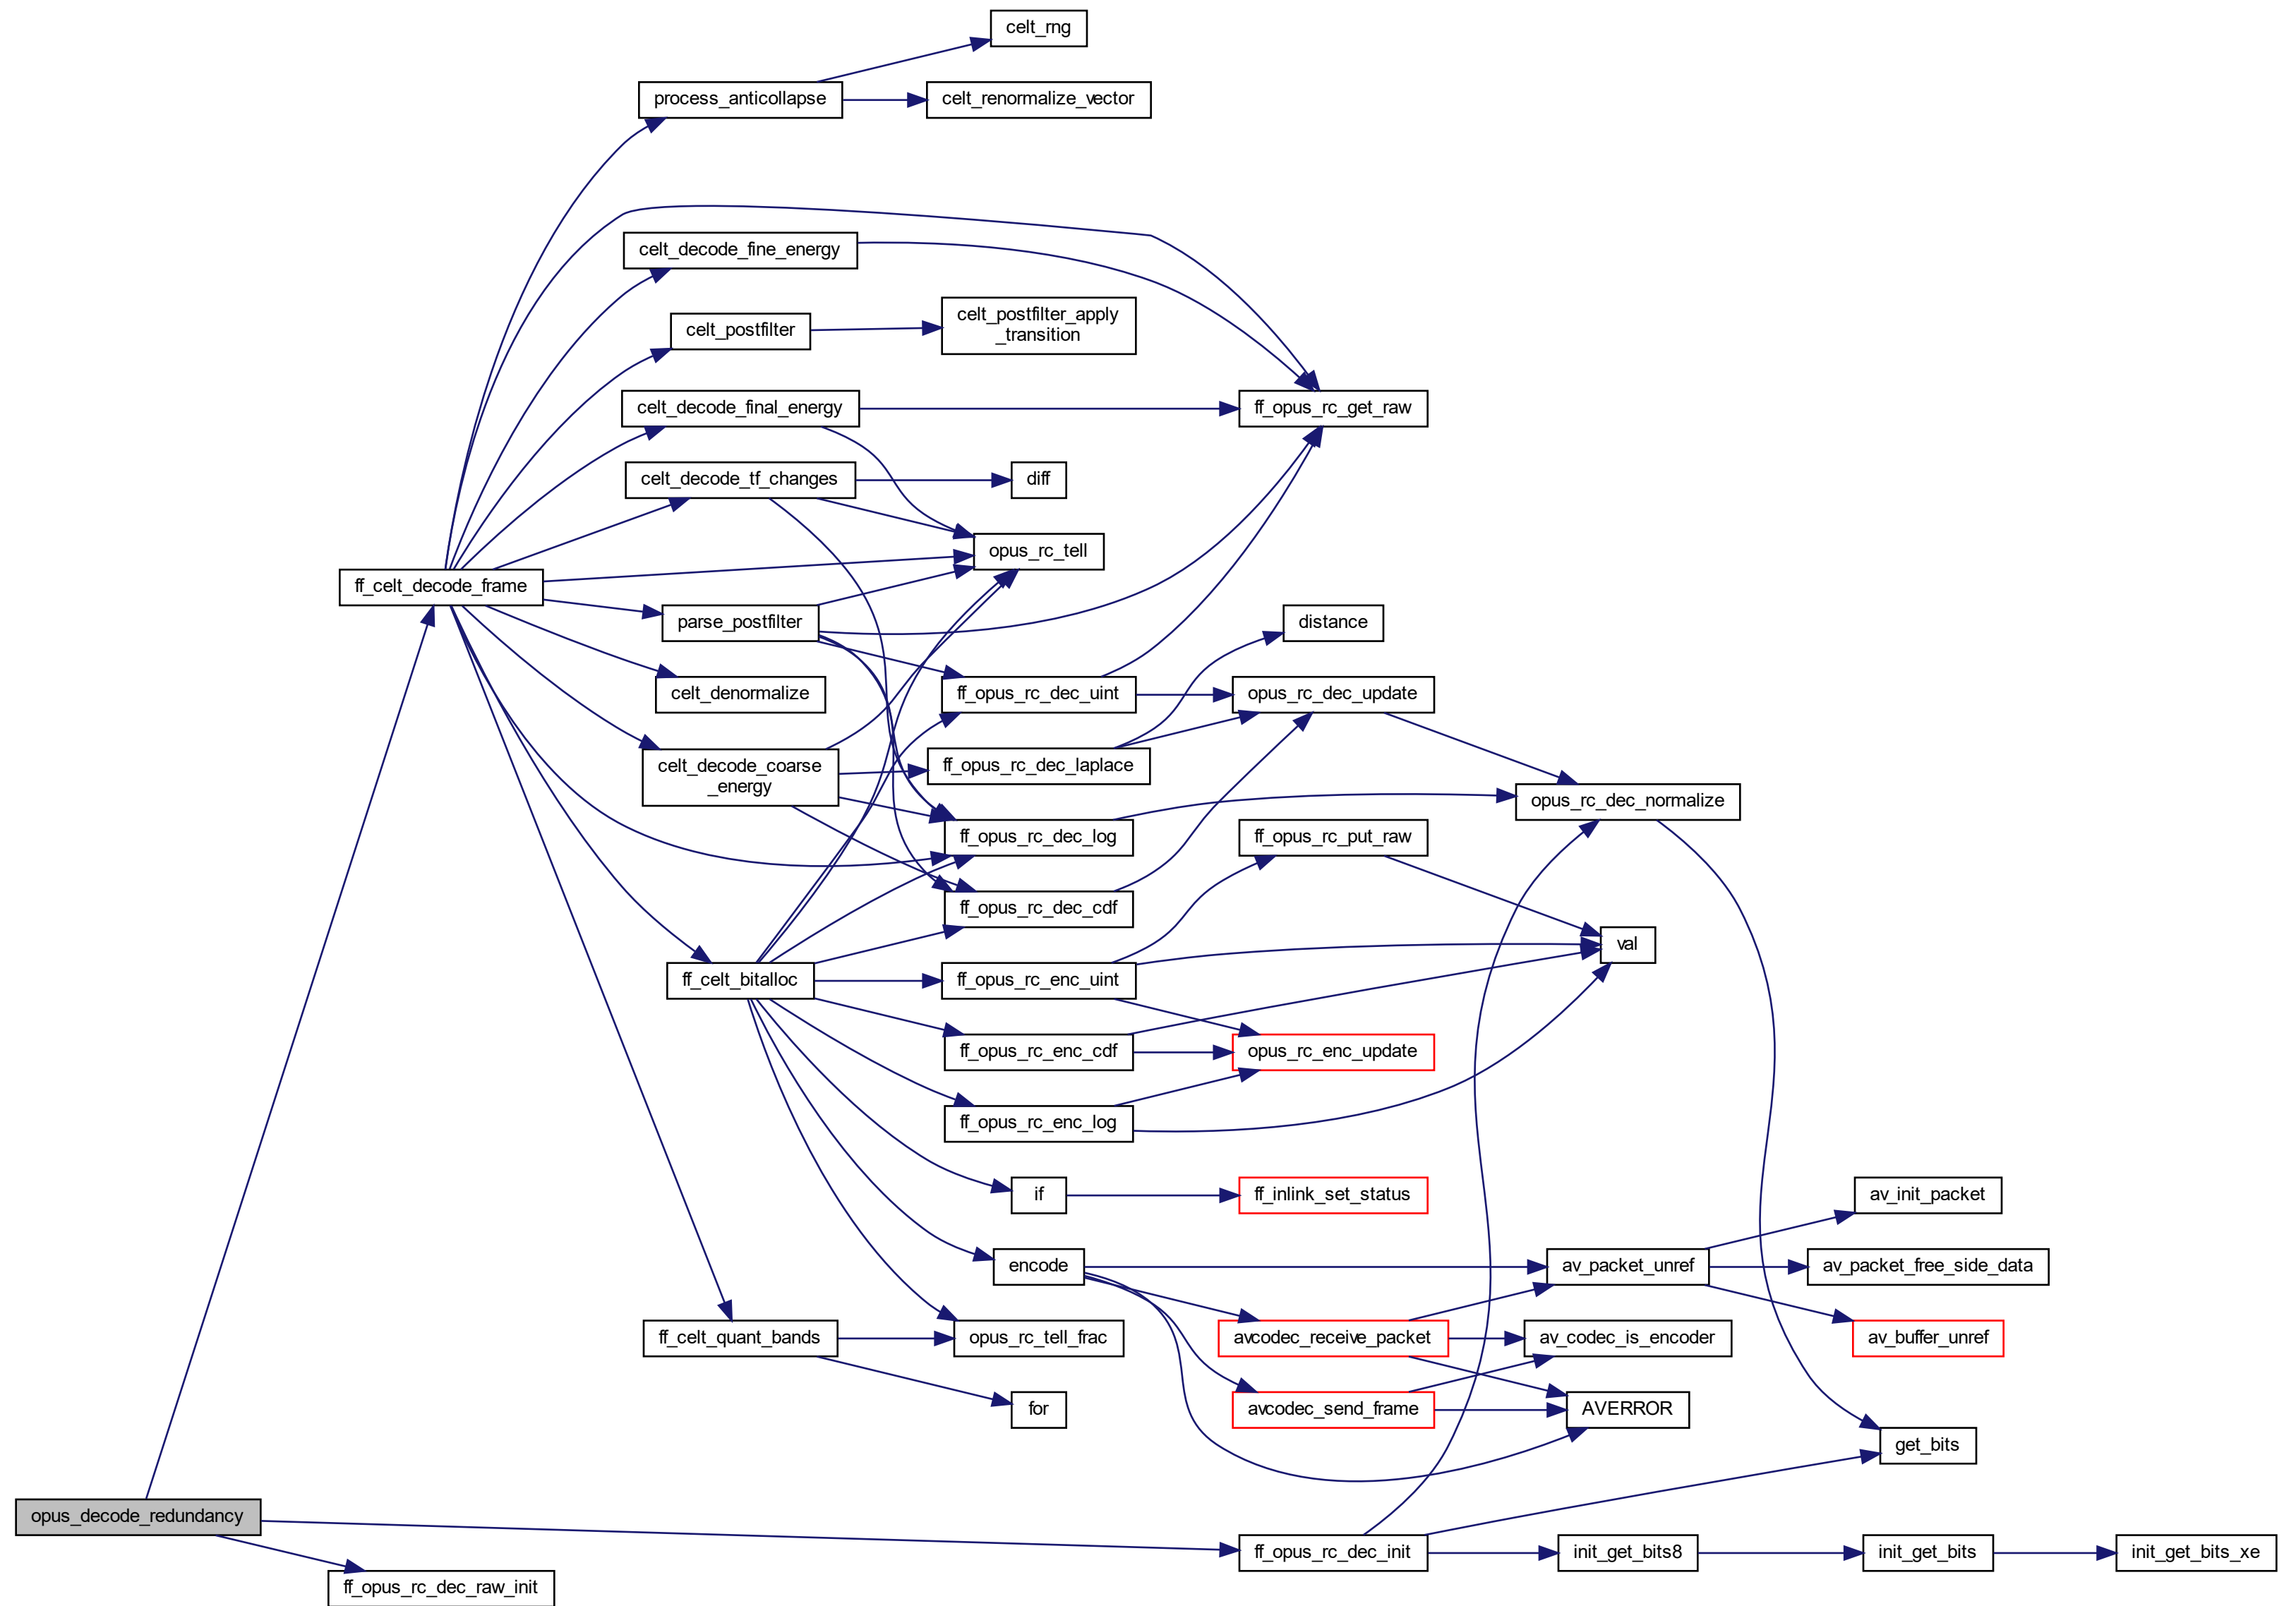 celt_rng
process_anticollapse
celt_renormalize_vector
celt_decode_fine_energy
celt_postfilter
celt_postfilter_apply
_transition
celt_decode_final_energy
ff_opus_rc_get_raw
celt_decode_tf_changes
diff
opus_rc_tell
ff_celt_decode_frame
parse_postfilter
distance
celt_denormalize
ff_opus_rc_dec_uint
opus_rc_dec_update
celt_decode_coarse
_energy
ff_opus_rc_dec_laplace
opus_rc_dec_normalize
ff_opus_rc_dec_log
ff_opus_rc_put_raw
ff_opus_rc_dec_cdf
val
ff_celt_bitalloc
ff_opus_rc_enc_uint
ff_opus_rc_enc_cdf
opus_rc_enc_update
ff_opus_rc_enc_log
if
ff_inlink_set_status
av_init_packet
encode
av_packet_unref
av_packet_free_side_data
ff_celt_quant_bands
opus_rc_tell_frac
avcodec_receive_packet
av_codec_is_encoder
av_buffer_unref
for
avcodec_send_frame
AVERROR
get_bits
opus_decode_redundancy
ff_opus_rc_dec_init
init_get_bits8
init_get_bits
init_get_bits_xe
ff_opus_rc_dec_raw_init